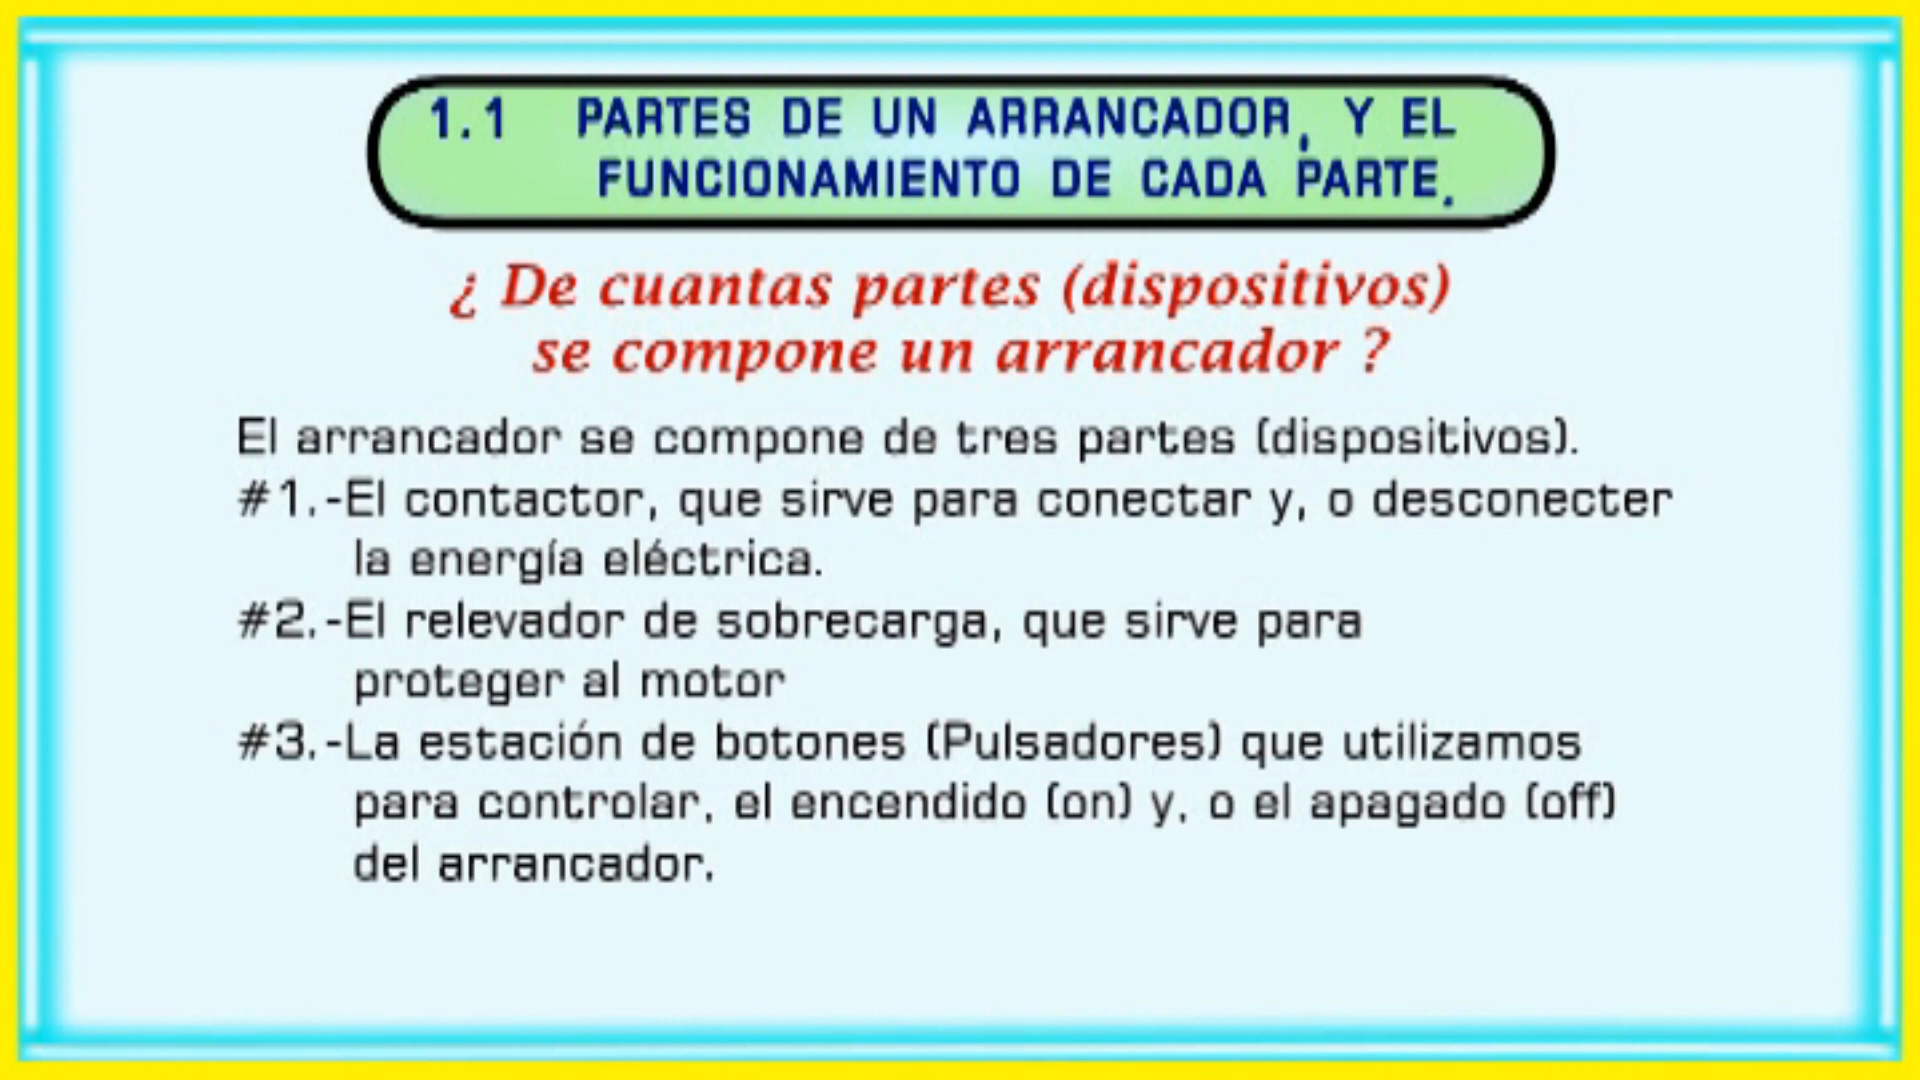 1.1 PARTES DE UN ARRANCADOR, Y EL
FUNCIONAMIENTO DE CADA PARTE.
¿ De cuantas partes (dispositivos)
se compone un arrancador ?
El arrancador se compone de tres partes (dispositivos).
#1.-El contactor, que sirve para conectar y, o desconecter
la energía eléctrica.
#2.-El relevador de sobrecarga, que sirve para
proteger al motor
#3.-La estación de botones (Pulsadores) que utilizamos
para controlar, el encendido (on) y, o el apagado (off)
del arrancador.